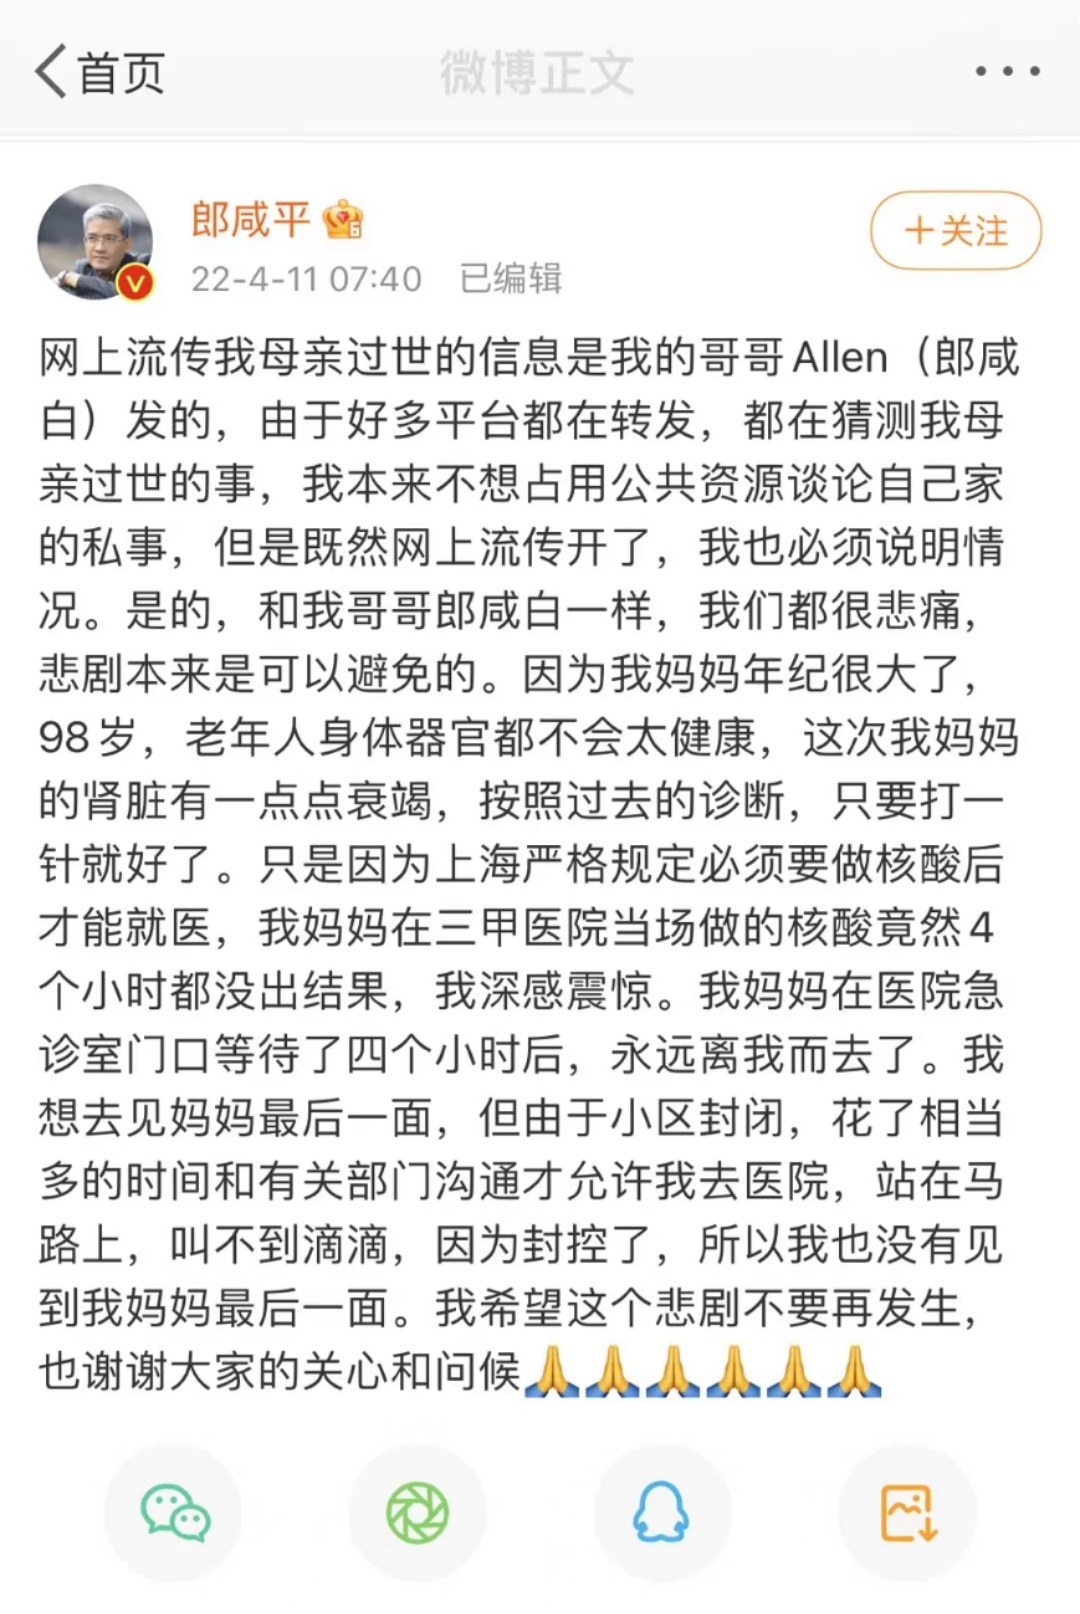 首页
微博正文
郎咸平
22-4-11 07:40 已编辑
+关注
网上流传我母亲过世的信息是我的哥哥Allen（郎咸
白）发的，由于好多平台都在转发，都在猜测我母
亲过世的事，我本来不想占用公共资源谈论自己家
的私事，但是既然网上流传开了，我也必须说明情
况。是的，和我哥哥郎咸白一样，我们都很悲痛，
悲剧本来是可以避免的。因为我妈妈年纪很大了，
98岁，老年人身体器官都不会太健康，这次我妈妈
的肾脏有一点点衰竭，按照过去的诊断，只要打一
针就好了。只是因为上海严格规定必须要做核酸后
才能就医，我妈妈在三甲医院当场做的核酸竟然4
个小时都没出结果，我深感震惊。我妈妈在医院急
诊室门口等待了四个小时后，永远离我而去了。我
想去见妈妈最后一面，但由于小区封闭，花了相当
多的时间和有关部门沟通才允许我去医院，站在马
路上，叫不到滴滴，因为封控了，所以我也没有见
到我妈妈最后一面。我希望这个悲剧不要再发生，
也谢谢大家的关心和问候🙏🙏🙏🙏🙏🙏